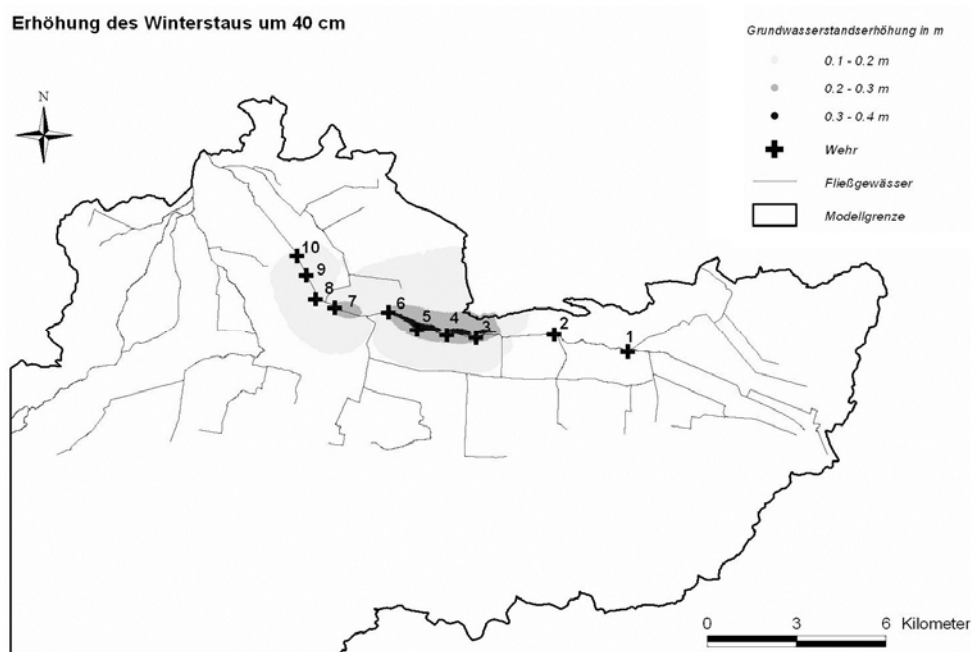 Erhöhung des Winterstaus um 40 cm
Grundwasserstandserhöhung in m
0.1 - 0.2 m
0.2 - 0.3 m
0.3 - 0.4 m
Wehr
Fließgewässer
Modellgrenze
N
10
9
8
7
6
5
4
3
2
1
0 3 6 Kilometer